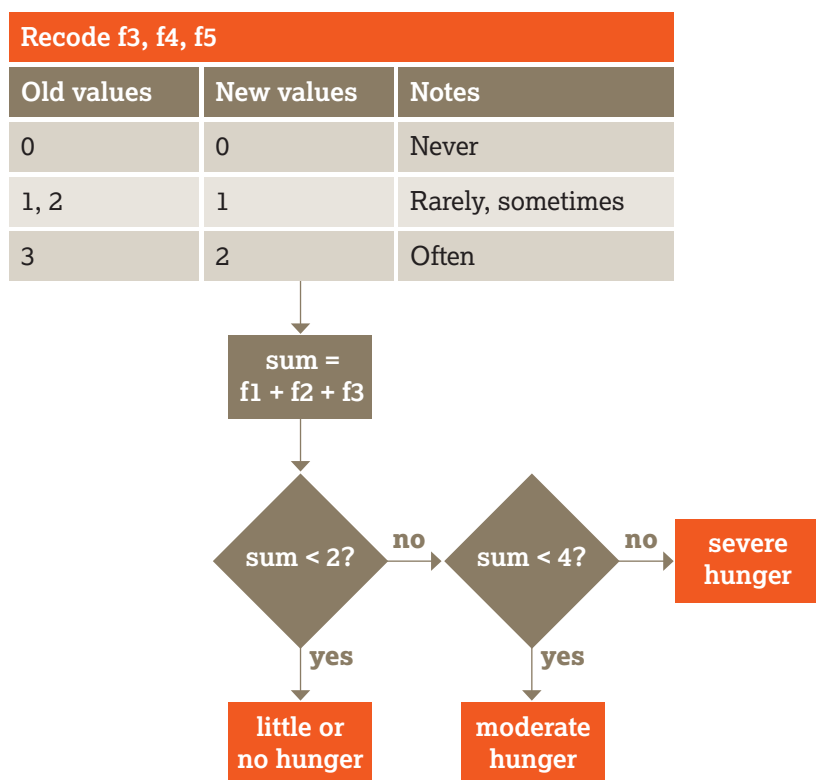 Recode f3, f4, f5
Old values New values Notes
0 0 Never
1, 2 1 Rarely, sometimes
3 2 Often
sum =
f1 + f2 + f3
sum < 2?
no
sum < 4?
no
severe
hunger
yes
yes
little or
no hunger
moderate
hunger